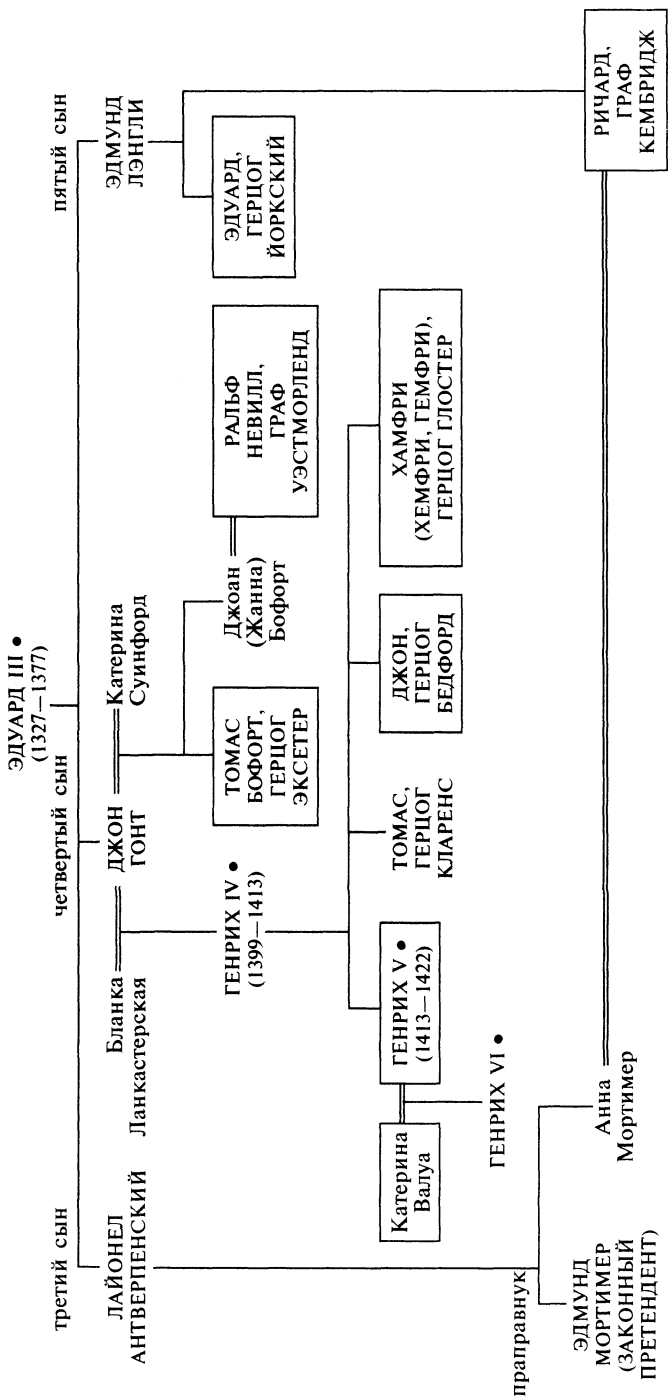 ЭДУАРД III •
(1327—1377)
третий сын
четвертый сын
пятый сын
ЛАЙОНЕЛ
АНТВЕРПЕНСКИЙ
Бланка
Ланкастерская
ДЖОН
ГОНТ
Катерина
Суинфорд
ЭДМУНД
ЛЭНГЛИ
ГЕНРИХ IV •
(1399—1413)
ТОМАС
БОФОРТ,
ГЕРЦОГ
ЭКСЕТЕР
Джоан
(Жанна)
Бофорт
РАЛЬФ
НЕВИЛЛ,
ГРАФ
УЭСТМОРЛЕНД
ЭДУАРД,
ГЕРЦОГ
ЙОРКСКИЙ
Катерина
Валуа
ГЕНРИХ V •
(1413—1422)
ТОМАС,
ГЕРЦОГ
КЛАРЕНС
ДЖОН,
ГЕРЦОГ
БЕДФОРД
ХАМФРИ
(ХЕМФРИ, ГЕМФРИ),
ГЕРЦОГ ГЛОСТЕР
ГЕНРИХ VI •
праправнук
ЭДМУНД
МОРТИМЕР
(ЗАКОННЫЙ
ПРЕТЕНДЕНТ)
Анна
Мортимер
РИЧАРД,
ГРАФ
КЕМБРИДЖ